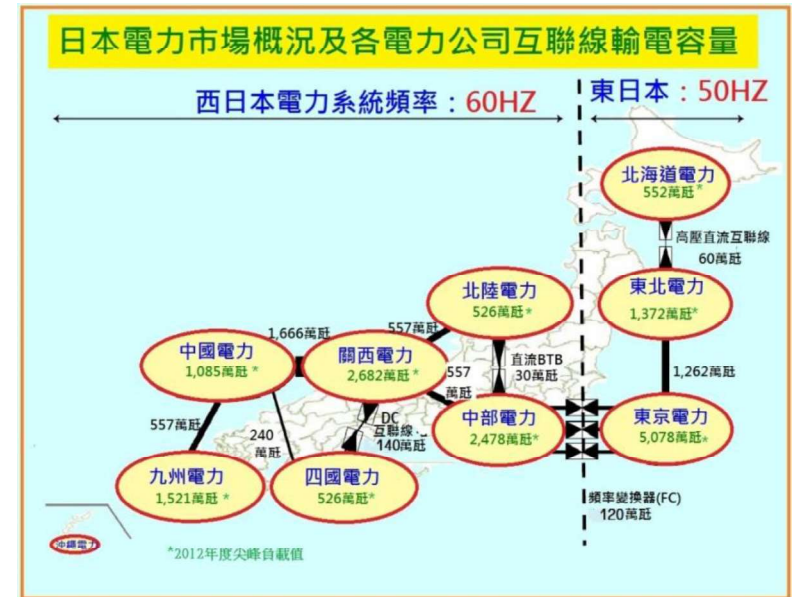 日本電力市場概況及各電力公司互聯線輸電容量
西日本電力系統頻率：60HZ
東日本：50HZ
北海道電力
552萬瓩*
高壓直流互聯線
60萬瓩
東北電力
1,372萬瓩*
1,262萬瓩
東京電力
5,078萬瓩*
頻率變換器(FC)
120萬瓩
北陸電力
526萬瓩*
直流BTB
30萬瓩
中部電力
2,478萬瓩*
557萬瓩
557
萬瓩
關西電力
2,682萬瓩*
1,666萬瓩
中國電力
1,085萬瓩*
DC
互聯線
140萬瓩
240
萬瓩
557萬瓩
九州電力
1,521萬瓩*
四國電力
526萬瓩*
沖繩電力
*2012年度尖峰負載值